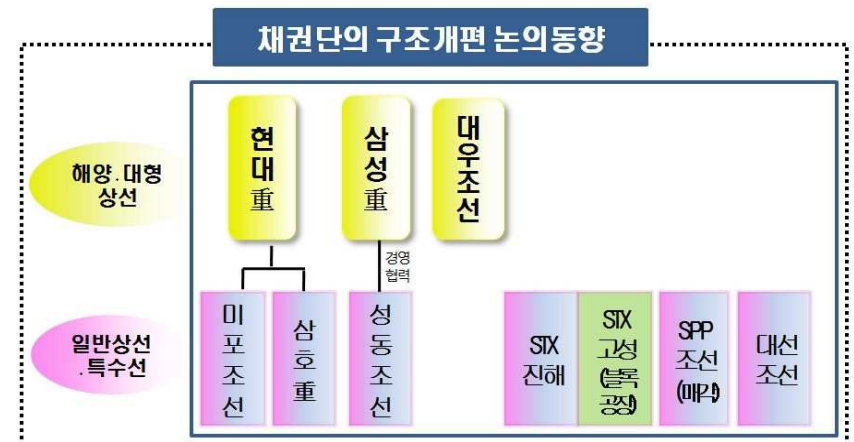 채권단의 구조개편 논의동향
해양.대형
상선
현대重
삼성重
대우조선
경영
협력
일반상선
.특수선
미포조선
삼호重
성동조선
STX
진해
STX
고성
(블록
공장)
SPP
조선
(매각)
대선
조선